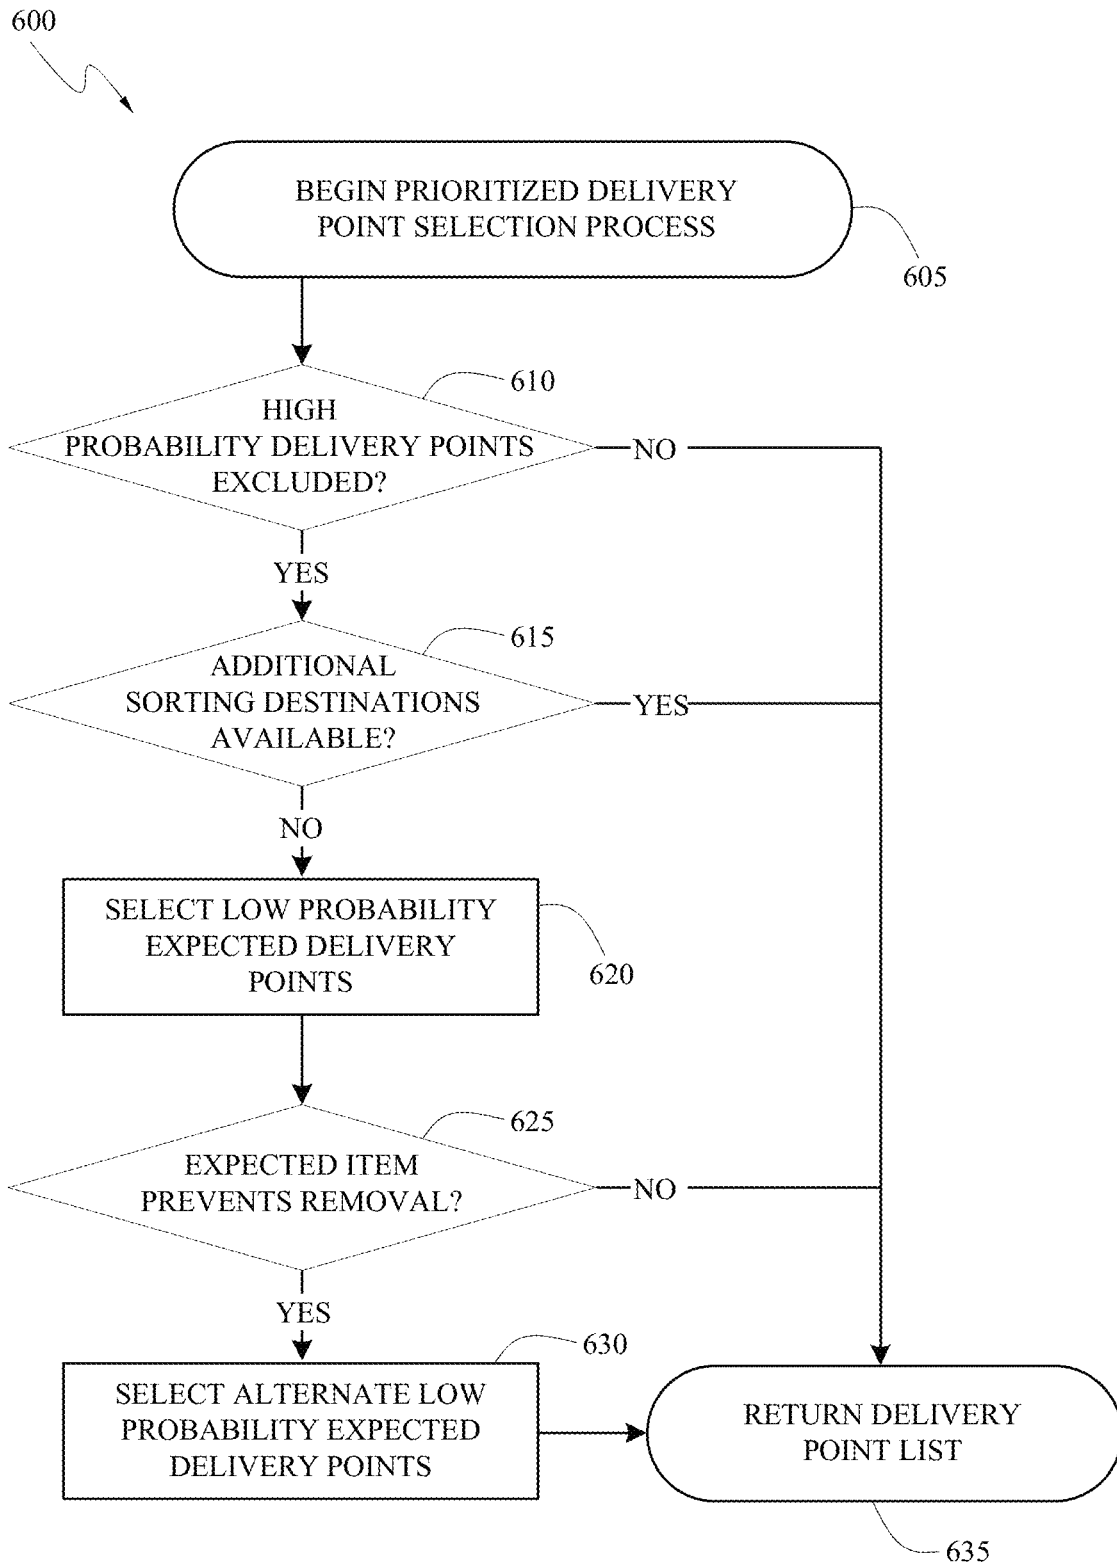 600
BEGIN PRIORITIZED DELIVERY
POINT SELECTION PROCESS
605
610
HIGH
PROBABILITY DELIVERY POINTS
EXCLUDED?
NO
YES
615
ADDITIONAL
SORTING DESTINATIONS
AVAILABLE?
YES
NO
SELECT LOW PROBABILITY
EXPECTED DELIVERY
POINTS
620
625
EXPECTED ITEM
PREVENTS REMOVAL?
NO
YES
630
SELECT ALTERNATE LOW
PROBABILITY EXPECTED
DELIVERY POINTS
RETURN DELIVERY
POINT LIST
635